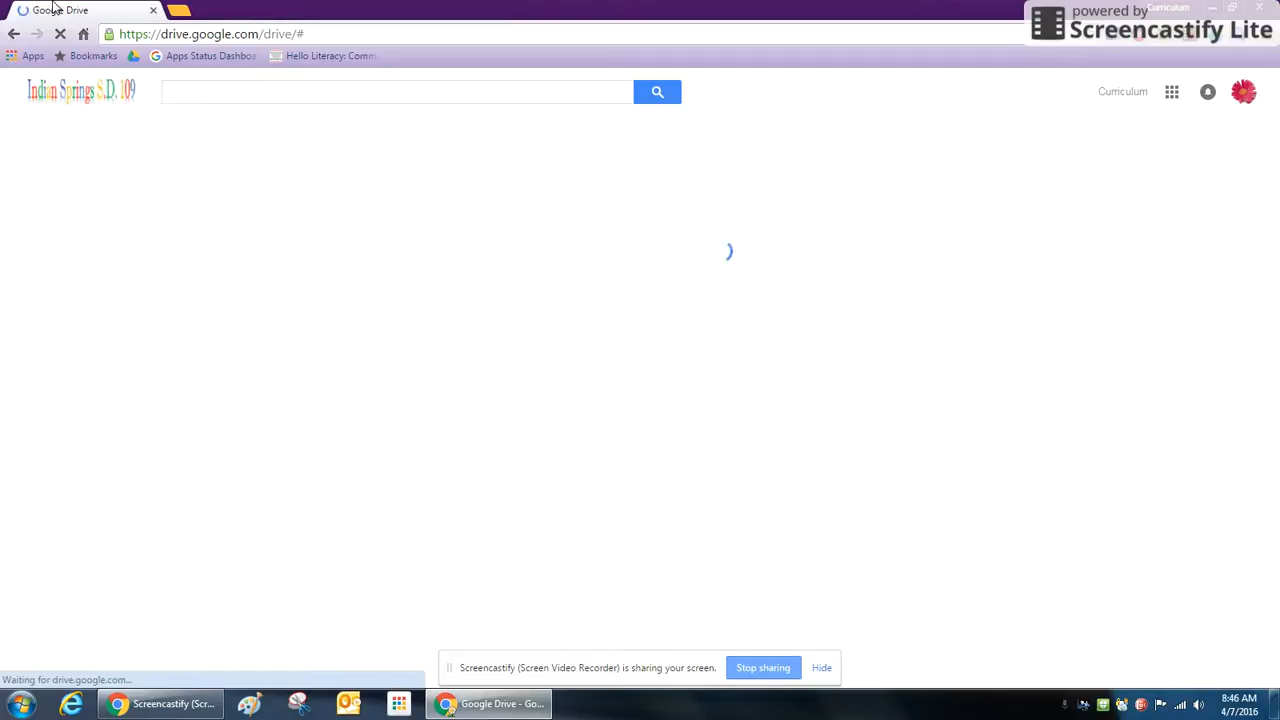 Google Drive
Curriculum
powered by
Screencastify Lite
https://drive.google.com/drive/#
Apps
Bookmarks
Apps Status Dashboa
Hello Literacy: Comm
Indian Springs S.D. 109
Curriculum
Screencastify (Screen Video Recorder) is sharing your screen.
Stop sharing
Hide
Waiting for drive.google.com...
Screencastify (Scr...
Google Drive - Go...
8:46 AM
4/7/2016